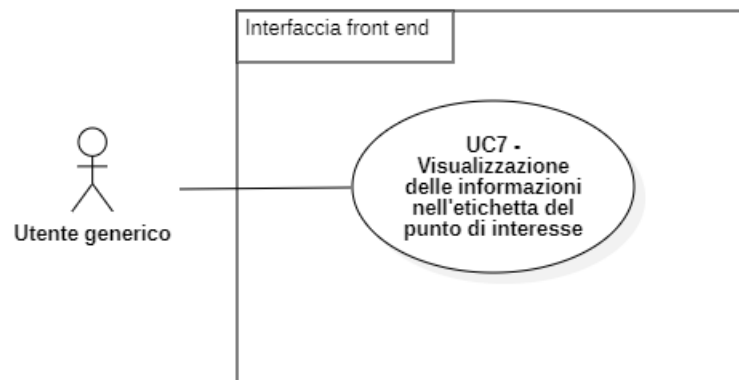 Interfaccia front end
UC7 -
Visualizzazione
delle informazioni
nell'etichetta del
punto di interesse
Utente generico